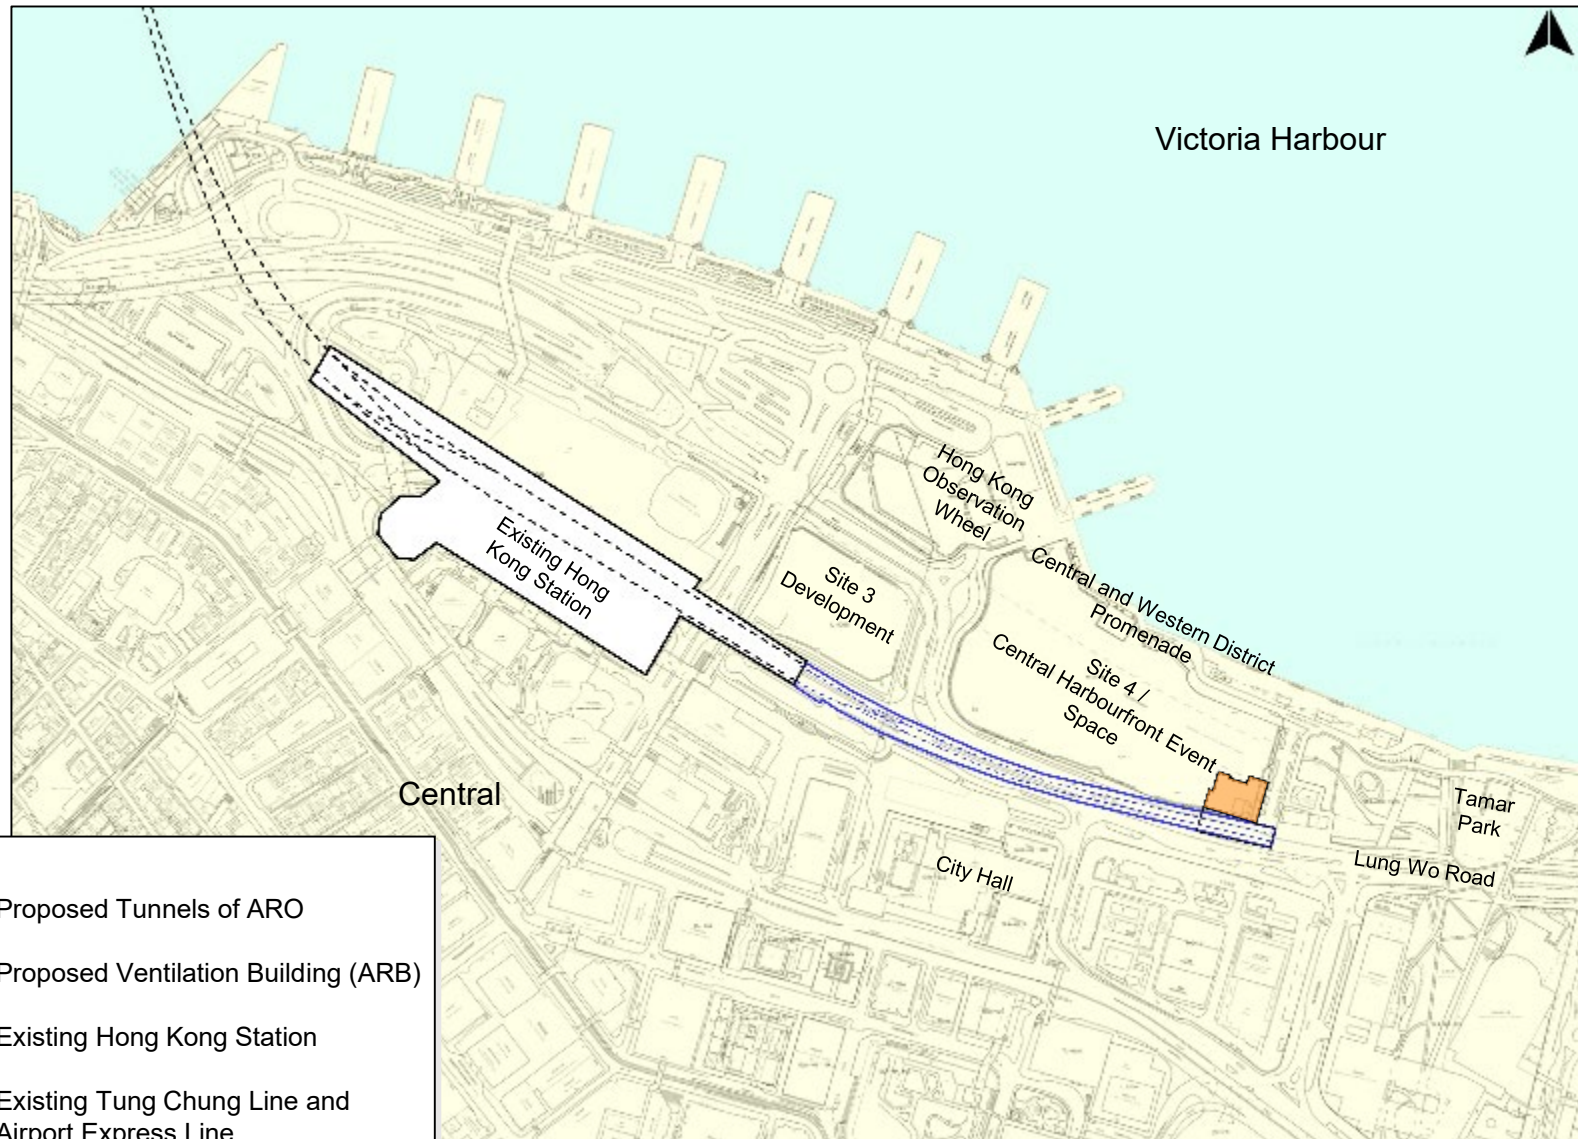 Victoria Harbour
Hong Kong
Observation
Wheel
Existing Hong
Kong Station
Site 3
Development
Central and Western District
Promenade
Site 4 /
Central Harbourfront Event
Space
Central
Tamar
Park
City Hall
Lung Wo Road
Proposed Tunnels of ARO
Proposed Ventilation Building (ARB)
Existing Hong Kong Station
Existing Tung Chung Line and
Airport Express Line